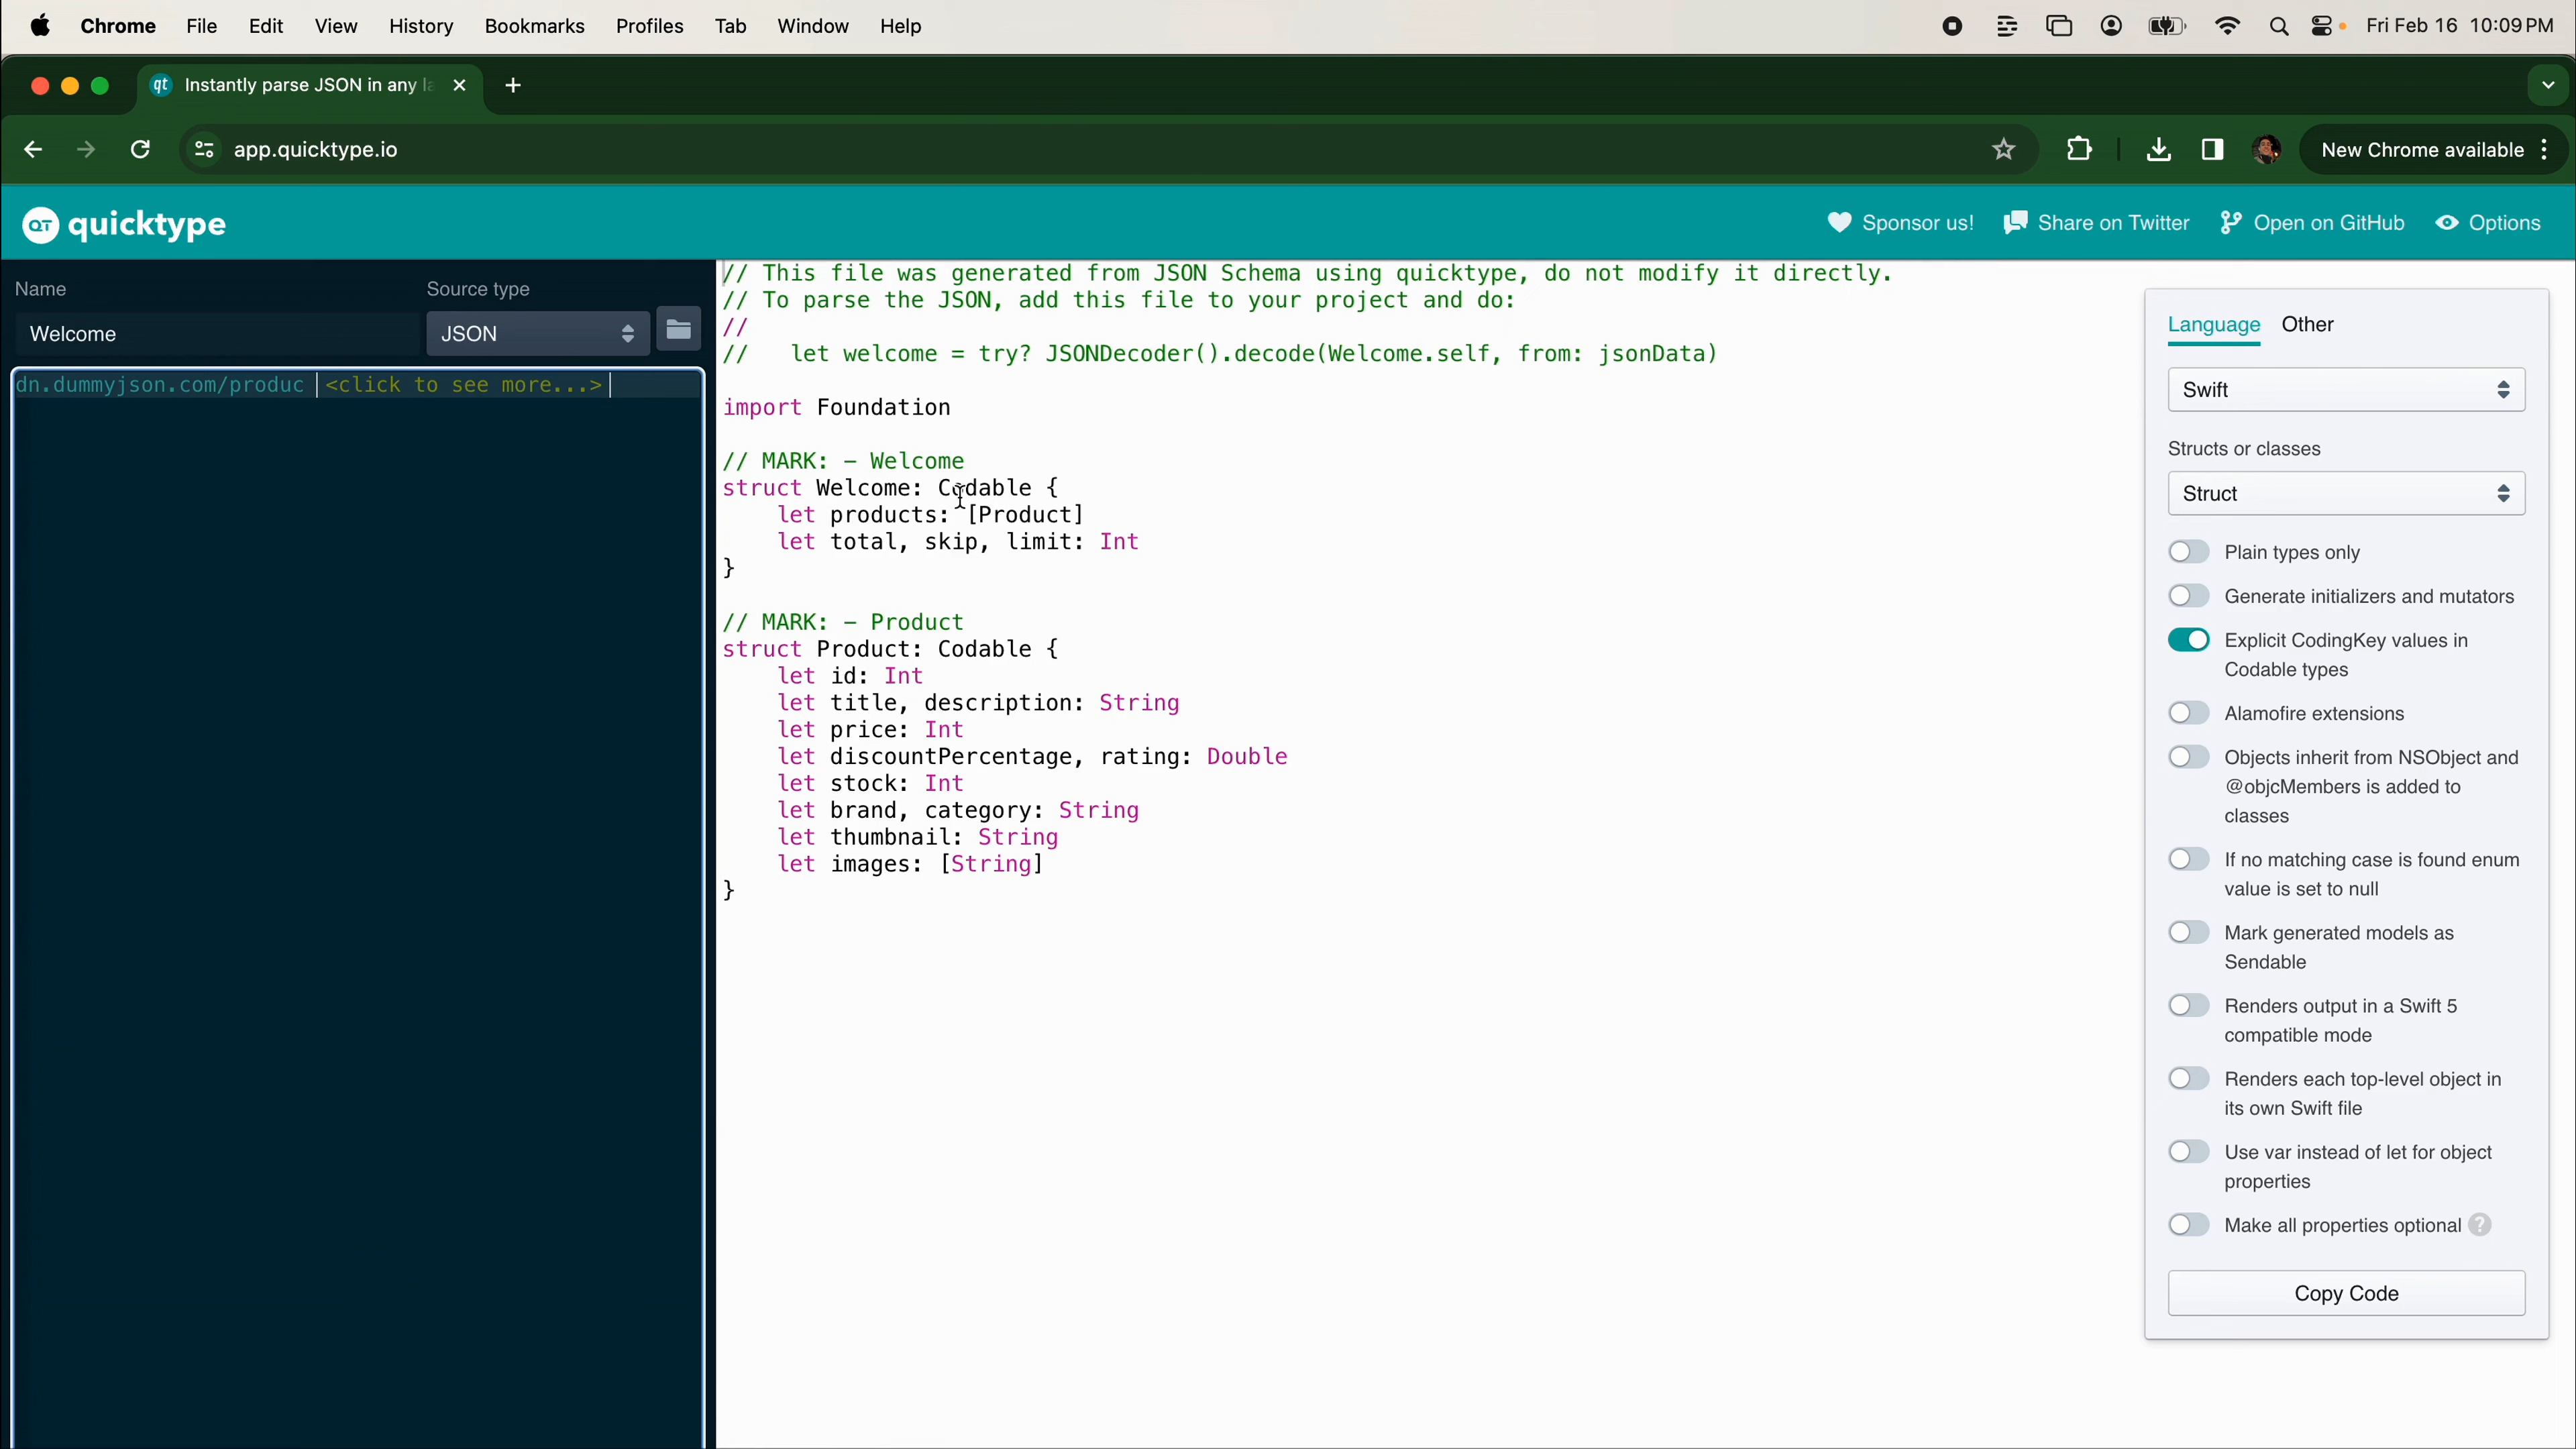 Chrome File Edit View History Bookmarks Profiles Tab Window Help Fri Feb 16 10:09 PM
qt Instantly parse JSON in any la
app.quicktype.io New Chrome available
QT quicktype Sponsor us! Share on Twitter Open on GitHub Options
Name Source type
Welcome JSON
dn.dummyjson.com/produc <click to see more...>
// This file was generated from JSON Schema using quicktype, do not modify it directly.
// To parse the JSON, add this file to your project and do:
//
// let welcome = try? JSONDecoder().decode(Welcome.self, from: jsonData)
import Foundation
// MARK: - Welcome
struct Welcome: Codable {
let products: [Product]
let total, skip, limit: Int
}
// MARK: - Product
struct Product: Codable {
let id: Int
let title, description: String
let price: Int
let discountPercentage, rating: Double
let stock: Int
let brand, category: String
let thumbnail: String
let images: [String]
}
Language Other
Swift
Structs or classes
Struct
Plain types only
Generate initializers and mutators
Explicit CodingKey values in
Codable types
Alamofire extensions
Objects inherit from NSObject and
@objcMembers is added to
classes
If no matching case is found enum
value is set to null
Mark generated models as
Sendable
Renders output in a Swift 5
compatible mode
Renders each top-level object in
its own Swift file
Use var instead of let for object
properties
Make all properties optional ?
Copy Code